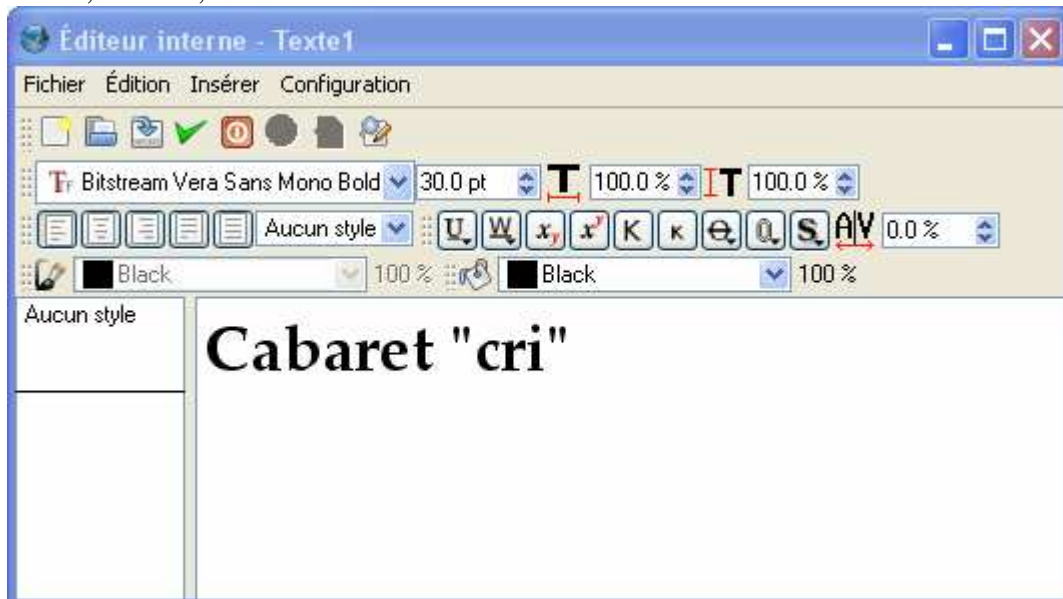 Éditeur interne - Texte1
Fichier Édition Insérer Configuration
Bitstream Vera Sans Mono Bold 30.0 pt 100.0 % 100.0 %
Aucun style 0.0 %
Black 100 % Black 100 %
Aucun style
Cabaret "cri"